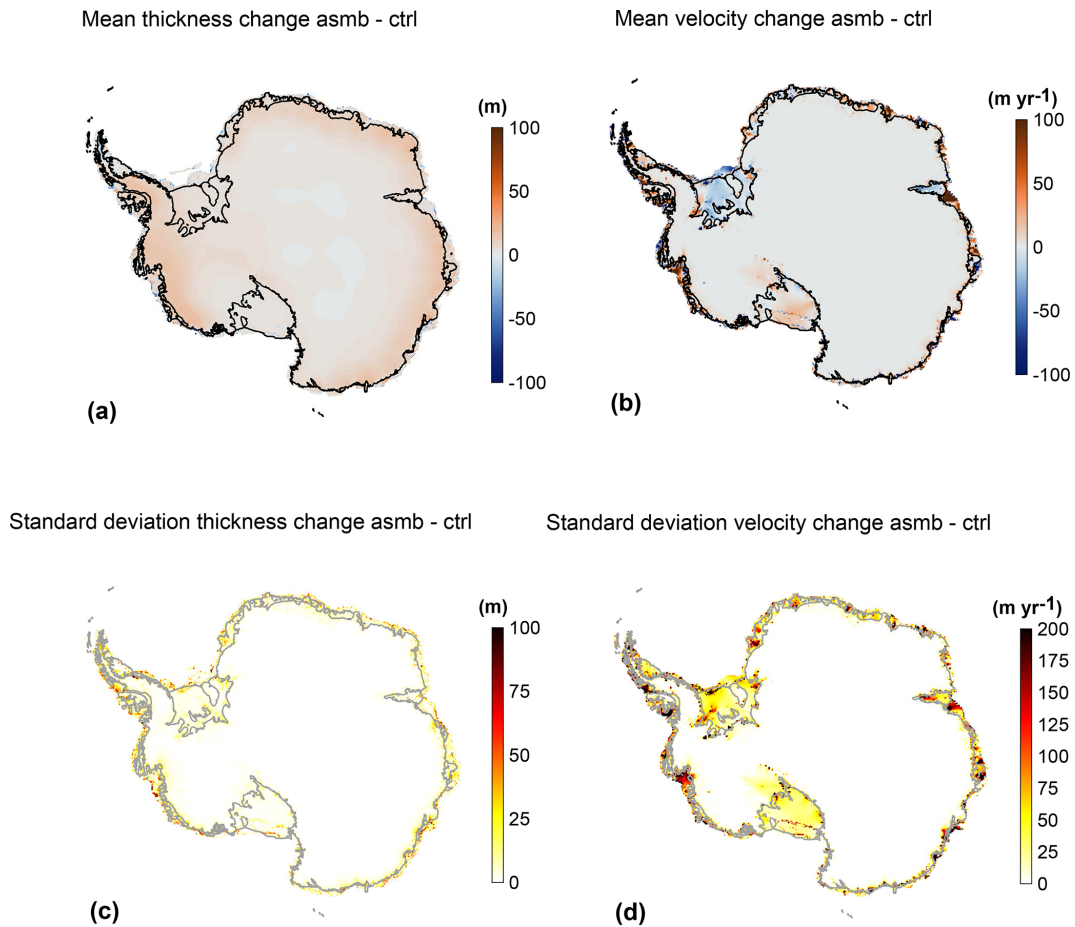 Mean thickness change asmb - ctrl
Mean velocity change asmb - ctrl
(m)
100
50
0
-50
-100
(a)
(m yr-1)
100
50
0
-50
-100
(b)
Standard deviation thickness change asmb - ctrl
Standard deviation velocity change asmb - ctrl
(m)
100
75
50
25
0
(c)
(m yr-1)
200
175
150
125
100
75
50
25
0
(d)